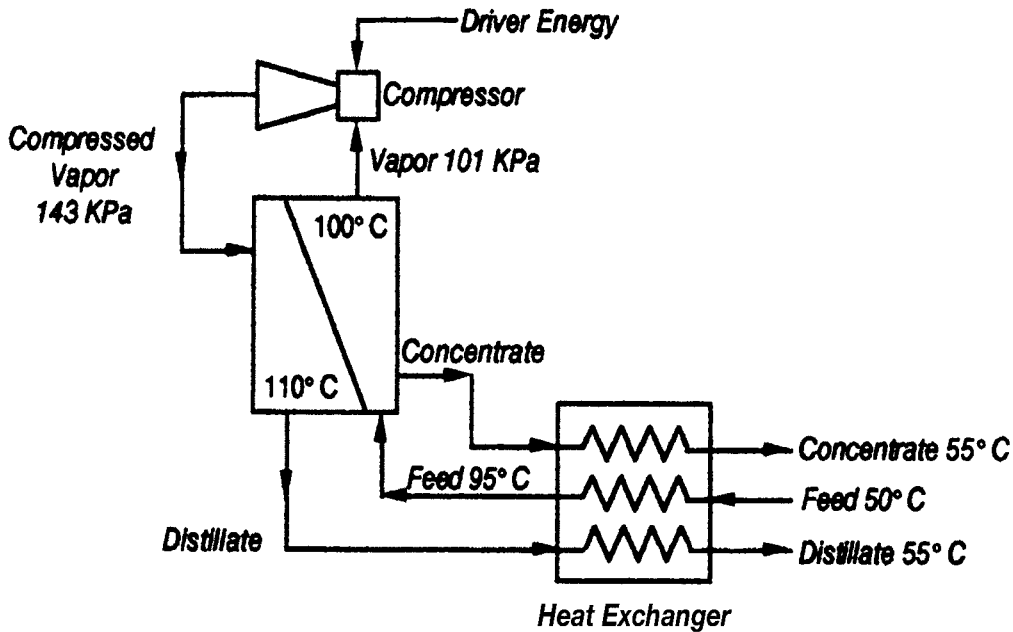 Driver Energy
Compressor
Compressed
Vapor
143 KPa
Vapor 101 KPa
100° C
110° C
Concentrate
Concentrate 55° C
Feed 95° C
Feed 50° C
Distillate
Distillate 55° C
Heat Exchanger